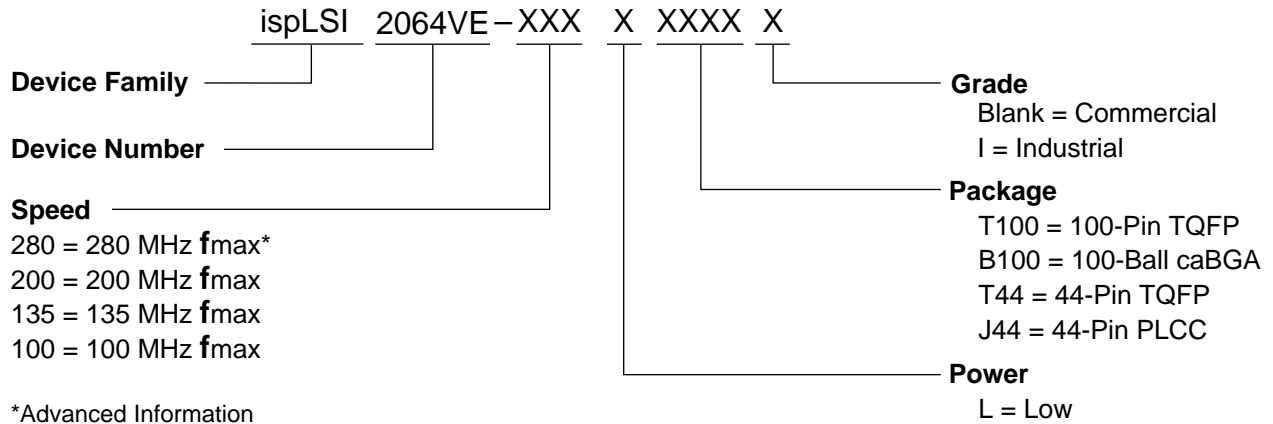 ispLSI 2064VE – XXX X XXXX X
Device Family
Device Number
Speed
280 = 280 MHz fmax*
200 = 200 MHz fmax
135 = 135 MHz fmax
100 = 100 MHz fmax
*Advanced Information
Grade
Blank = Commercial
I = Industrial
Package
T100 = 100-Pin TQFP
B100 = 100-Ball caBGA
T44 = 44-Pin TQFP
J44 = 44-Pin PLCC
Power
L = Low